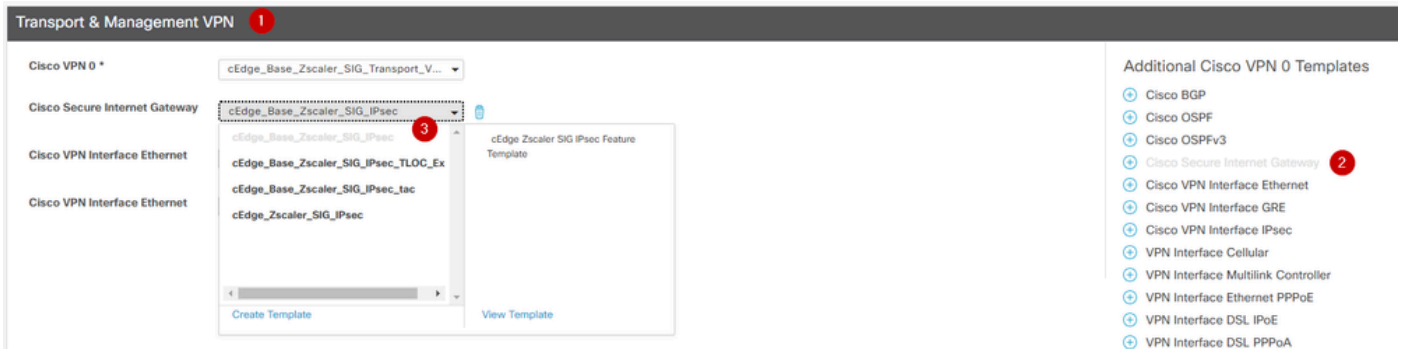 Transport & Management VPN 1
Cisco VPN 0 *
cEdge_Base_Zscaler_SIG_Transport_V...
Cisco Secure Internet Gateway
cEdge_Base_Zscaler_SIG_IPsec
3
cEdge_Base_Zscaler_SIG_IPsec
cEdge_Base_Zscaler_SIG_IPsec_TLOC_Ex
cEdge_Base_Zscaler_SIG_IPsec_tac
cEdge_Zscaler_SIG_IPsec
cEdge Zscaler SIG IPsec Feature
Template
Create Template
View Template
Cisco VPN Interface Ethernet
Cisco VPN Interface Ethernet
Additional Cisco VPN 0 Templates
Cisco BGP
Cisco OSPF
Cisco OSPFv3
Cisco Secure Internet Gateway 2
Cisco VPN Interface Ethernet
Cisco VPN Interface GRE
Cisco VPN Interface IPsec
VPN Interface Cellular
VPN Interface Multilink Controller
VPN Interface Ethernet PPPoE
VPN Interface DSL IPoE
VPN Interface DSL PPPoA